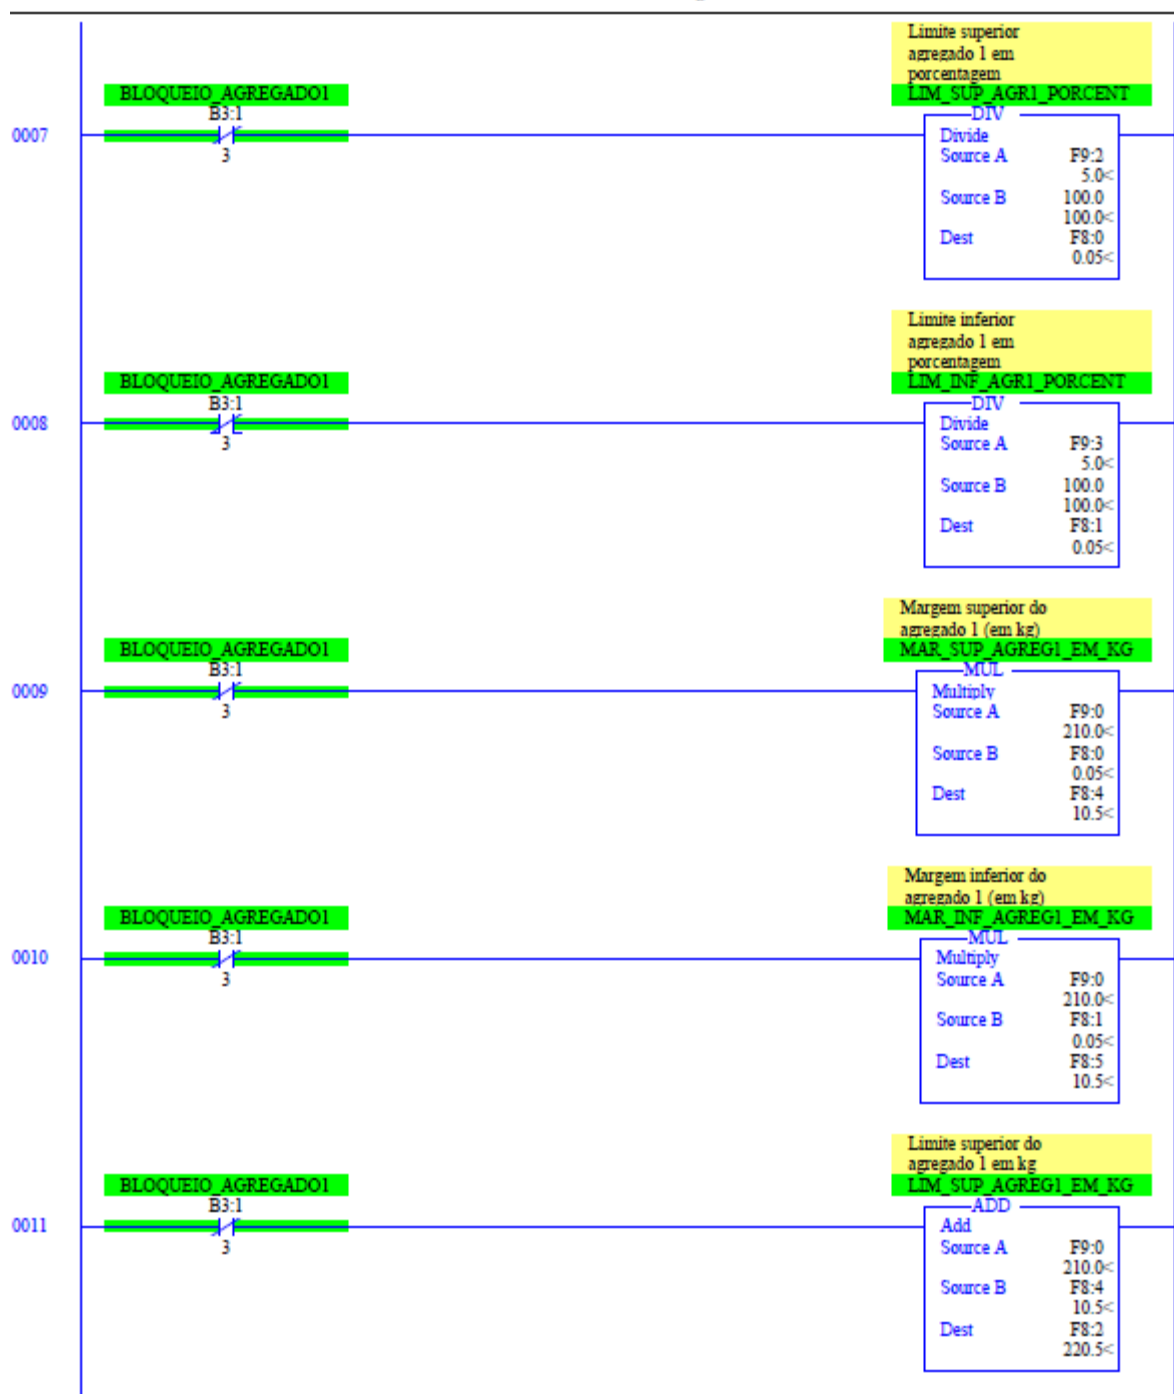 Limite superior
agregado 1 em
porcentagem
BLOQUEIO_AGREGADO1
LIM_SUP_AGR1_PORCENT
B3:1
DIV
0007
Divide
3
Source A F9:2
5.0<
Source B 100.0
100.0<
Dest F8:0
0.05<
Limite inferior
agregado 1 em
porcentagem
BLOQUEIO_AGREGADO1
LIM_INF_AGR1_PORCENT
B3:1
DIV
0008
Divide
3
Source A F9:3
5.0<
Source B 100.0
100.0<
Dest F8:1
0.05<
Margem superior do
agregado 1 (em kg)
BLOQUEIO_AGREGADO1
MAR_SUP_AGREG1_EM_KG
B3:1
MUL
0009
Multiply
3
Source A F9:0
210.0<
Source B F8:0
0.05<
Dest F8:4
10.5<
Margem inferior do
agregado 1 (em kg)
BLOQUEIO_AGREGADO1
MAR_INF_AGREG1_EM_KG
B3:1
MUL
0010
Multiply
3
Source A F9:0
210.0<
Source B F8:1
0.05<
Dest F8:5
10.5<
Limite superior do
agregado 1 em kg
BLOQUEIO_AGREGADO1
LIM_SUP_AGREG1_EM_KG
B3:1
ADD
0011
Add
3
Source A F9:0
210.0<
Source B F8:4
10.5<
Dest F8:2
220.5<